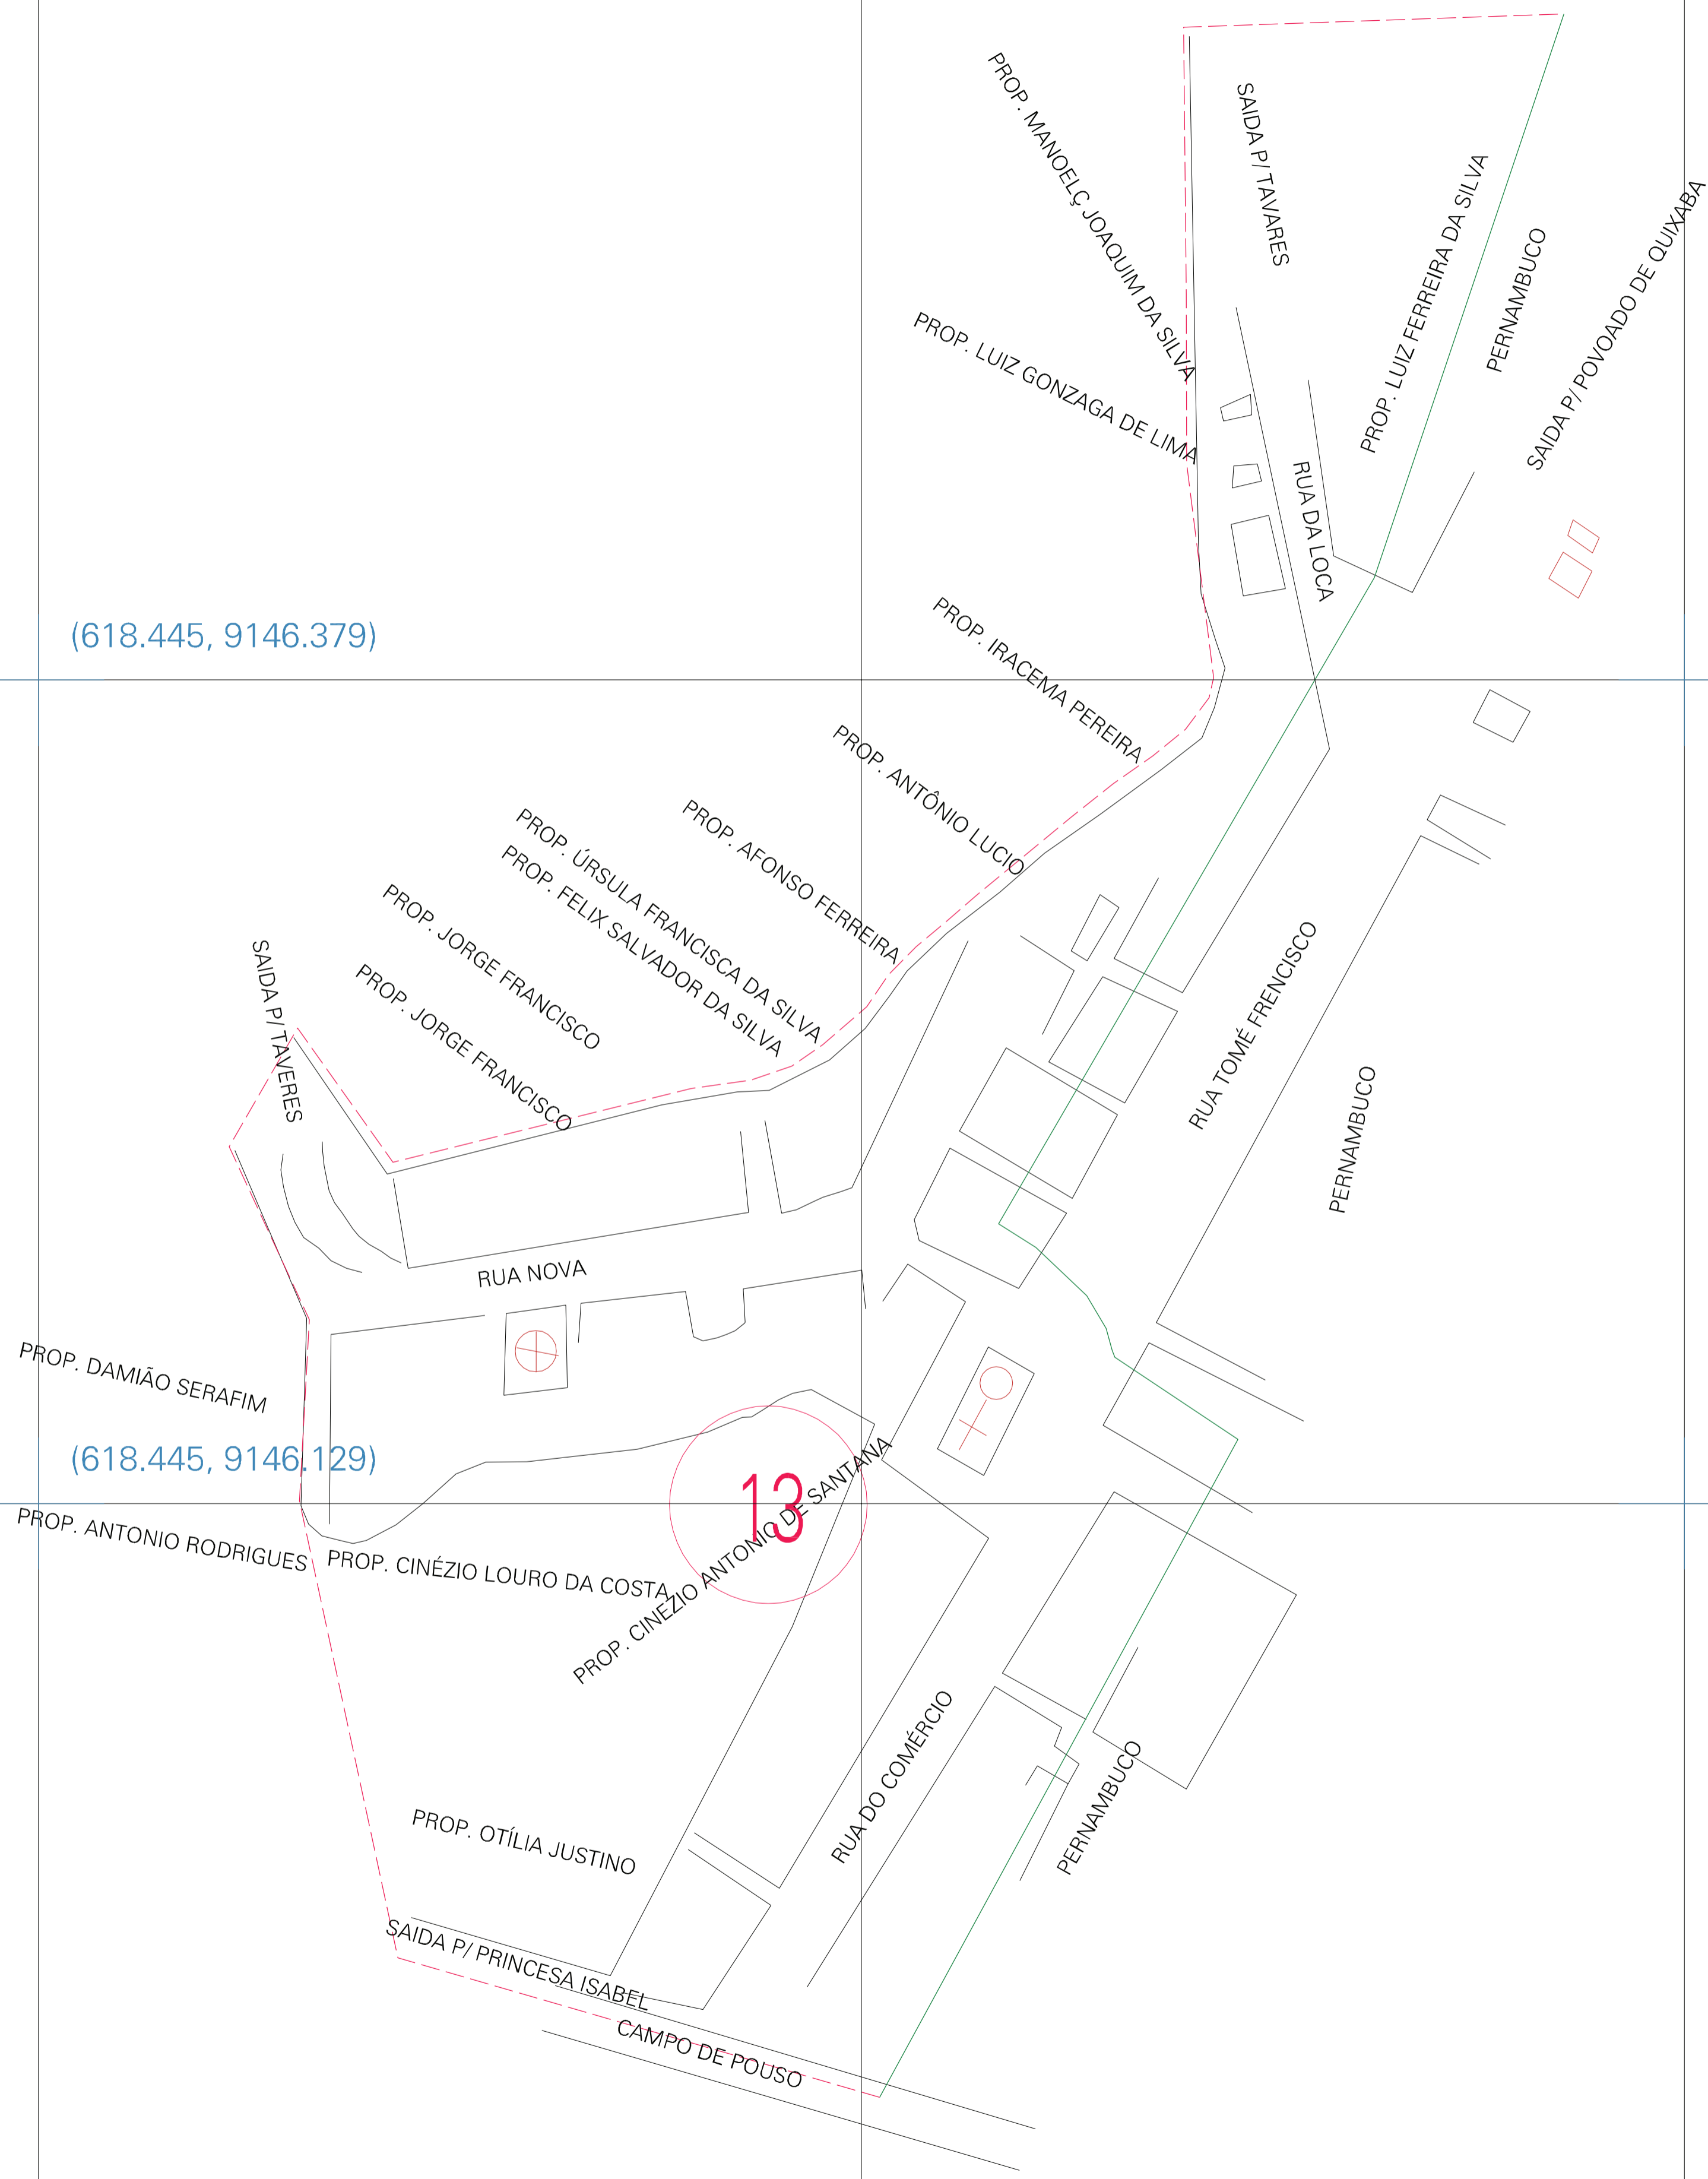 PROP. MANOELÇ JOAQUIM DA SILVA
SAIDA P/ TAVARES
PROP. LUIZ FERREIRA DA SILVA
PERNAMBUCO
SAIDA P/ POVOADO DE QUIXABA
PROP. LUIZ GONZAGA DE LIMA
RUA DA LOCA
(618.445, 9146.379)
PROP. IRACEMA PEREIRA
PROP. ANTÔNIO LUCIO
PROP. AFONSO FERREIRA
PROP. ÚRSULA FRANCISCA DA SILVA
PROP. FELIX SALVADOR DA SILVA
PROP. JORGE FRANCISCO
PROP. JORGE FRANCISCO
SAIDA P/ TAVERES
RUA TOMÉ FRENCISCO
PERNAMBUCO
RUA NOVA
PROP. DAMIÃO SERAFIM
(618.445, 9146.129)
13
PROP. ANTONIO RODRIGUES
PROP. CINÉZIO LOURO DA COSTA
PROP. CINEZIO ANTONIO DE SANTANA
RUA DO COMÉRCIO
PERNAMBUCO
PROP. OTÍLIA JUSTINO
SAIDA P/ PRINCESA ISABEL
CAMPO DE POUSO